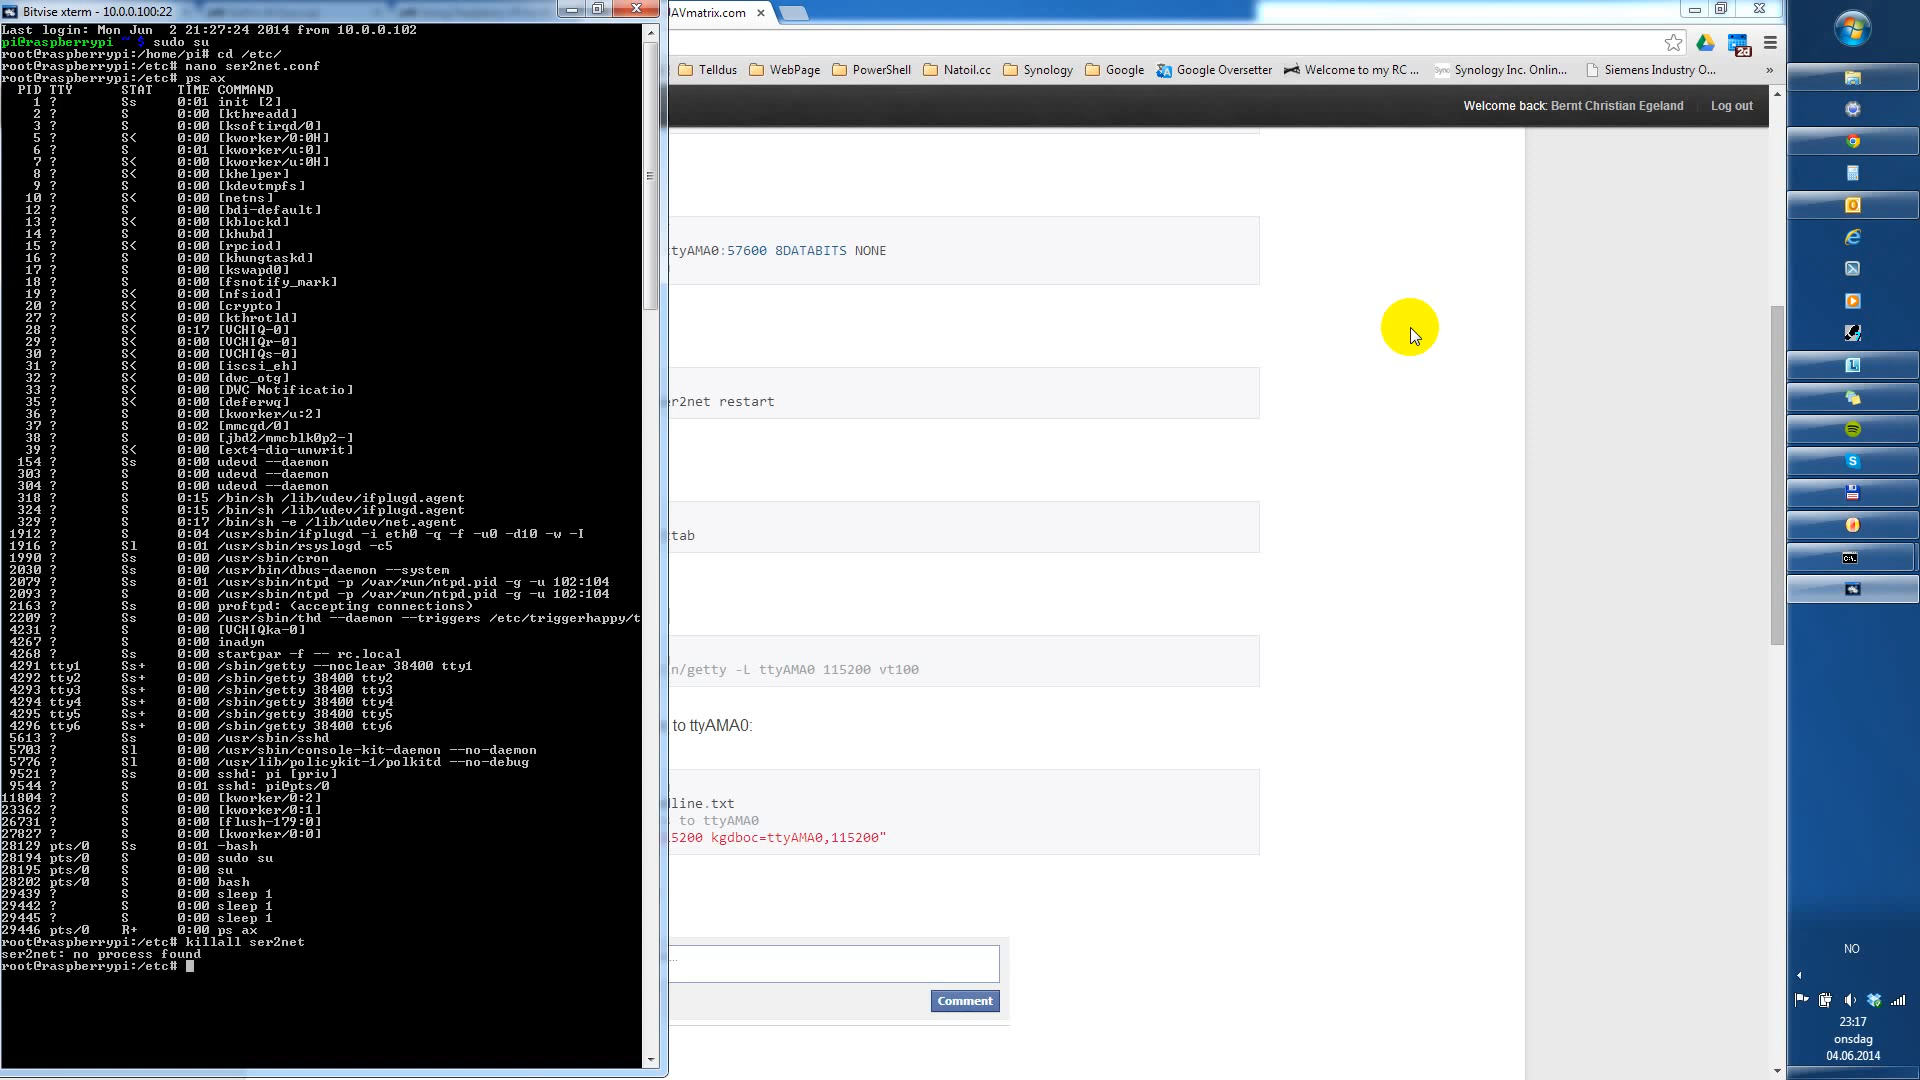 Bitvise xterm - 10.0.0.100:22
Last login: Mon Jun  2 21:27:24 2014 from 10.0.0.102
pi@raspberrypi ~ $ sudo su
root@raspberrypi:/home/pi# cd /etc/
root@raspberrypi:/etc# nano ser2net.conf
root@raspberrypi:/etc# ps ax
PID TTY STAT TIME COMMAND
1 ? Ss 0:01 init [2]
2 ? S 0:00 [kthreadd]
3 ? S 0:00 [ksoftirqd/0]
5 ? S< 0:00 [kworker/0:0H]
6 ? S 0:01 [kworker/u:0]
7 ? S< 0:00 [kworker/u:0H]
8 ? S< 0:00 [khelper]
9 ? S 0:00 [kdevtmpfs]
10 ? S< 0:00 [netns]
12 ? S 0:00 [bdi-default]
13 ? S< 0:00 [kblockd]
14 ? S 0:00 [khubd]
15 ? S< 0:00 [rpciod]
16 ? S 0:00 [khungtaskd]
17 ? S 0:00 [kswapd0]
18 ? S 0:00 [fsnotify_mark]
19 ? S< 0:00 [nfsiod]
20 ? S< 0:00 [crypto]
27 ? S< 0:00 [kthrotld]
28 ? S< 0:17 [VCHIQ-0]
29 ? S< 0:00 [VCHIQr-0]
30 ? S< 0:00 [VCHIQs-0]
31 ? S< 0:00 [iscsi_eh]
32 ? S< 0:00 [dwc_otg]
33 ? S< 0:00 [DWC Notificatio]
35 ? S< 0:00 [deferwq]
36 ? S 0:00 [kworker/u:2]
37 ? S 0:02 [mmcqd/0]
38 ? S 0:00 [jbd2/mmcblk0p2-]
39 ? S< 0:00 [ext4-dio-unwrit]
154 ? Ss 0:00 udevd --daemon
303 ? S 0:00 udevd --daemon
304 ? S 0:00 udevd --daemon
318 ? S 0:15 /bin/sh /lib/udev/ifplugd.agent
324 ? S 0:15 /bin/sh /lib/udev/ifplugd.agent
329 ? S 0:17 /bin/sh -e /lib/udev/net.agent
1912 ? S 0:04 /usr/sbin/ifplugd -i eth0 -q -f -u0 -d10 -w -I
1916 ? Sl 0:01 /usr/sbin/rsyslogd -c5
1990 ? Ss 0:00 /usr/sbin/cron
2030 ? Ss 0:00 /usr/bin/dbus-daemon --system
2079 ? Ss 0:01 /usr/sbin/ntpd -p /var/run/ntpd.pid -g -u 102:104
2093 ? S 0:00 /usr/sbin/ntpd -p /var/run/ntpd.pid -g -u 102:104
2163 ? Ss 0:00 proftpd: (accepting connections)
2209 ? Ss 0:00 /usr/sbin/thd --daemon --triggers /etc/triggerhappy/t
4231 ? S 0:00 [VCHIQka-0]
4267 ? S 0:00 inadyn
4268 ? Ss 0:00 startpar -f -- rc.local
4291 tty1 Ss+ 0:00 /sbin/getty --noclear 38400 tty1
4292 tty2 Ss+ 0:00 /sbin/getty 38400 tty2
4293 tty3 Ss+ 0:00 /sbin/getty 38400 tty3
4294 tty4 Ss+ 0:00 /sbin/getty 38400 tty4
4295 tty5 Ss+ 0:00 /sbin/getty 38400 tty5
4296 tty6 Ss+ 0:00 /sbin/getty 38400 tty6
5613 ? Ss 0:00 /usr/sbin/sshd
5703 ? Sl 0:00 /usr/sbin/console-kit-daemon --no-daemon
5776 ? Sl 0:00 /usr/lib/policykit-1/polkitd --no-debug
9521 ? Ss 0:00 sshd: pi [priv]
9544 ? S 0:01 sshd: pi@pts/0
11804 ? S 0:00 [kworker/0:2]
23362 ? S 0:00 [kworker/0:1]
26731 ? S 0:00 [flush-179:0]
27827 ? S 0:00 [kworker/0:0]
28129 pts/0 Ss 0:01 -bash
28194 pts/0 S 0:00 sudo su
28195 pts/0 S 0:00 su
28202 pts/0 S 0:00 bash
29439 ? S 0:00 sleep 1
29442 ? S 0:00 sleep 1
29445 ? S 0:00 sleep 1
29446 pts/0 R+ 0:00 ps ax
root@raspberrypi:/etc# killall ser2net
ser2net: no process found
root@raspberrypi:/etc#
UAVmatrix.com
2d
Telldus WebPage PowerShell Natoil.cc Synology Google Google Oversetter Welcome to my RC ... Synology Inc. Onlin... Siemens Industry O... »
Welcome back: Bernt Christian Egeland Log out
tyAMA0:57600 8DATABITS NONE
er2net restart
ttab
n/getty -L ttyAMA0 115200 vt100
to ttyAMA0:
dline.txt
to ttyAMA0
15200 kgdboc=ttyAMA0,115200"
...
Comment
NO
23:17
onsdag
04.06.2014